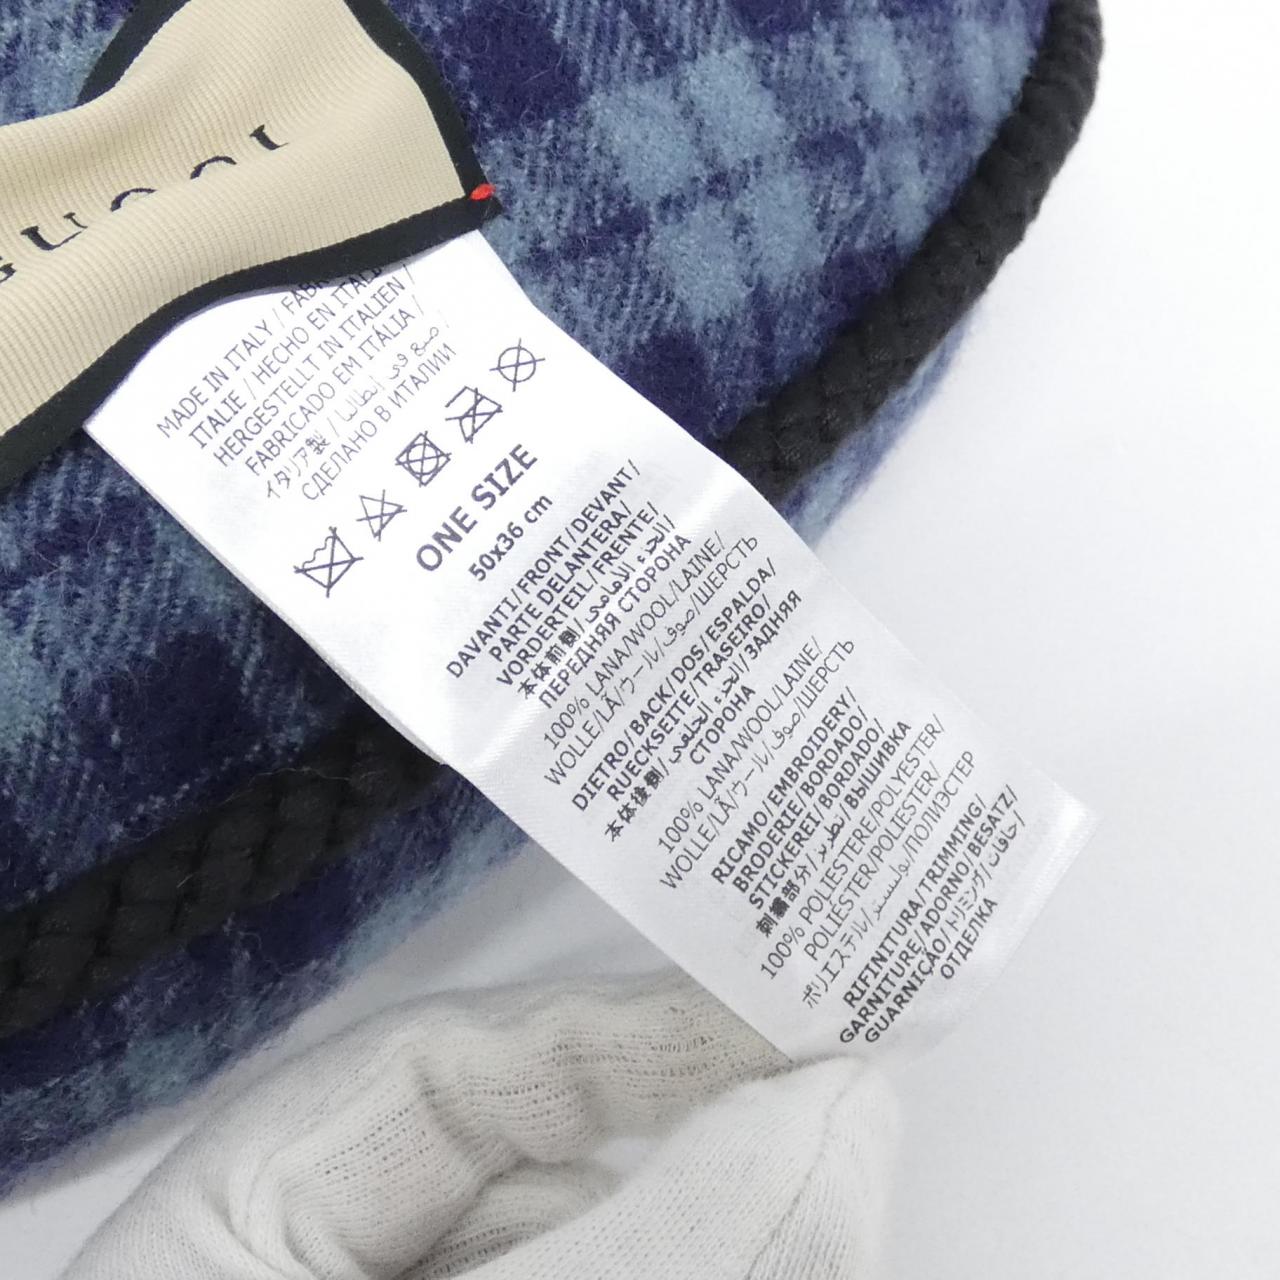 GUCCI
MADE IN ITALY / FABR
ITALIE / HECHO EN ITALIA
HERGESTELLT IN ITALIEN /
FABRICADO EM ITÁLIA /
イタリア製 / صنع في إيطاليا /
СДЕЛАНО В ИТАЛИИ
ONE SIZE
50x36 cm
DAVANTI/FRONT/DEVANT/
PARTE DELANTERA/
VORDERTEIL/FRENTE/
本体前側/الجزء الأمامي/
ПЕРЕДНЯЯ СТОРОНА
100% LANA/WOOL/LAINE/
WOLLE/LÃ/ウール/صوف/ШЕРСТЬ
DIETRO/BACK/DOS/ESPALDA/
RUECKSEITE/TRASEIRO/
本体後側/الجزء الخلفي/ЗАДНЯЯ
СТОРОНА
100% LANA/WOOL/LAINE/
WOLLE/LÃ/ウール/صوف/ШЕРСТЬ
RICAMO/EMBROIDERY/
BRODERIE/BORDADO/
STICKEREI/BORDADO/
刺繍部分/تطريز/ВЫШИВКА
100% POLIESTERE/POLYESTER/
POLIESTER/POLIESTER/
ポリエステル/بوليستر/ПОЛИЭСТЕР
RIFINITURA/TRIMMING/
GARNITURE/ADORNO/BESATZ/
GUARNIÇÃO/トリミング/حافات/
ОТДЕЛКА